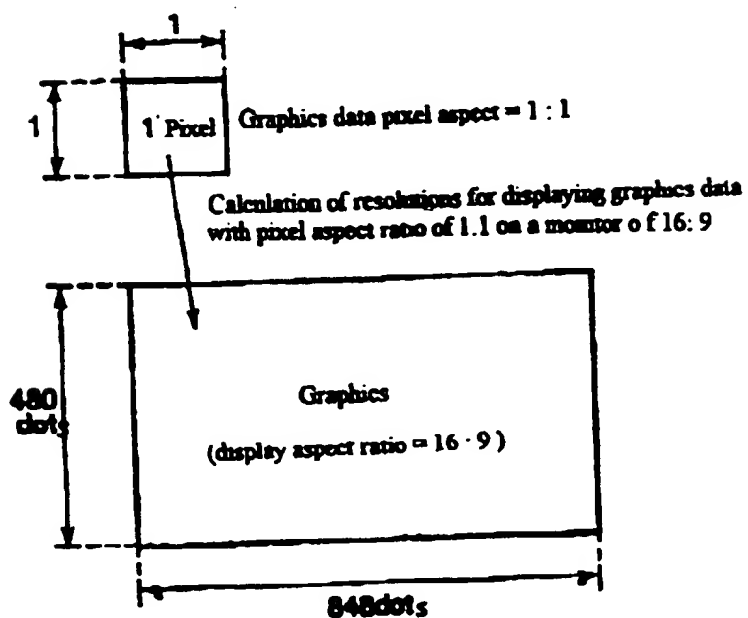 1
1
1 Pixel
Graphics data pixel aspect = 1 : 1
Calculation of resolutions for displaying graphics data
with pixel aspect ratio of 1.1 on a monitor o f 16: 9
480
dots
Graphics
(display aspect ratio = 16 · 9 )
848dots